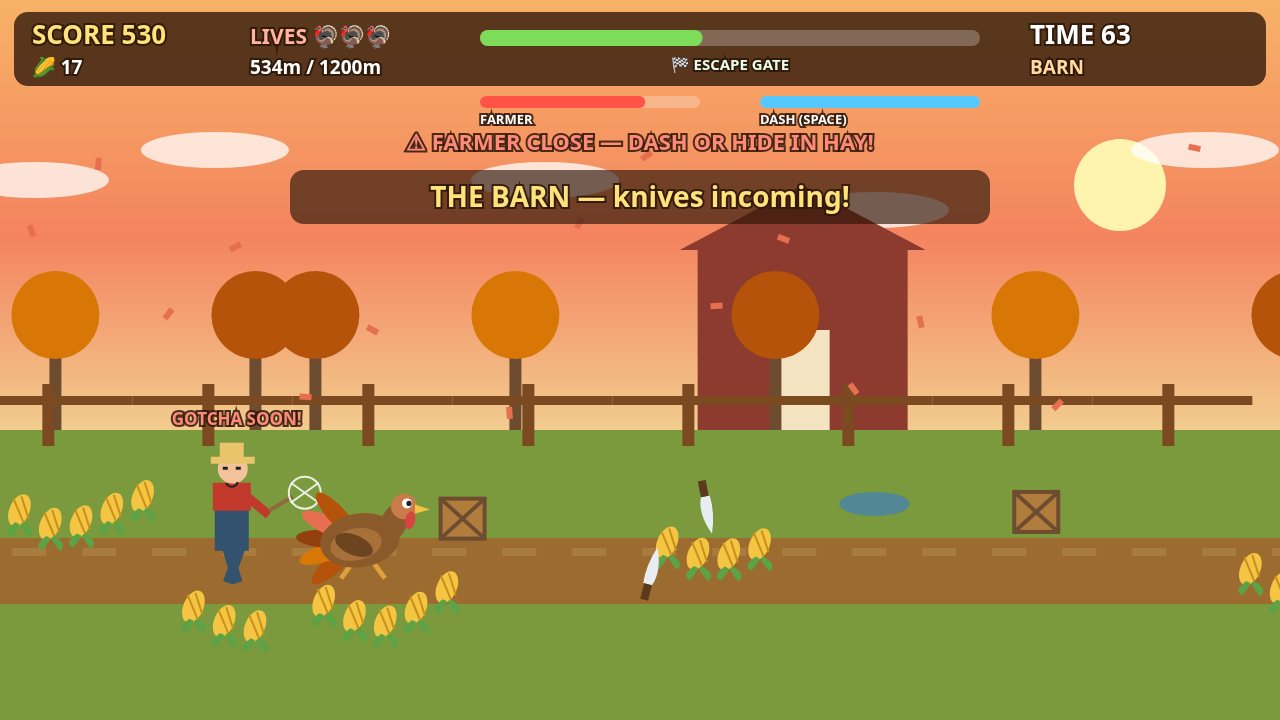 SCORE 530
LIVES
TIME 63
17
534m / 1200m
ESCAPE GATE
BARN
FARMER
DASH (SPACE)
⚠ FARMER CLOSE — DASH OR HIDE IN HAY!
THE BARN — knives incoming!
GOTCHA SOON!